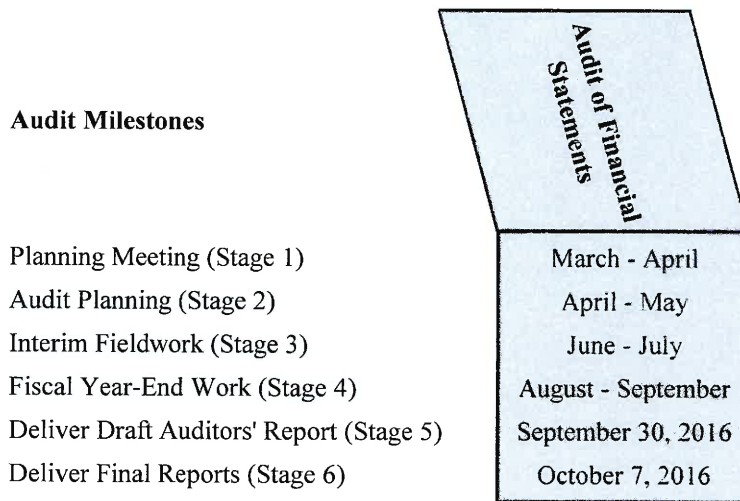 Audit of Financial
Statements
Audit Milestones
Planning Meeting (Stage 1) March - April
Audit Planning (Stage 2) April - May
Interim Fieldwork (Stage 3) June - July
Fiscal Year-End Work (Stage 4) August - September
Deliver Draft Auditors' Report (Stage 5) September 30, 2016
Deliver Final Reports (Stage 6) October 7, 2016